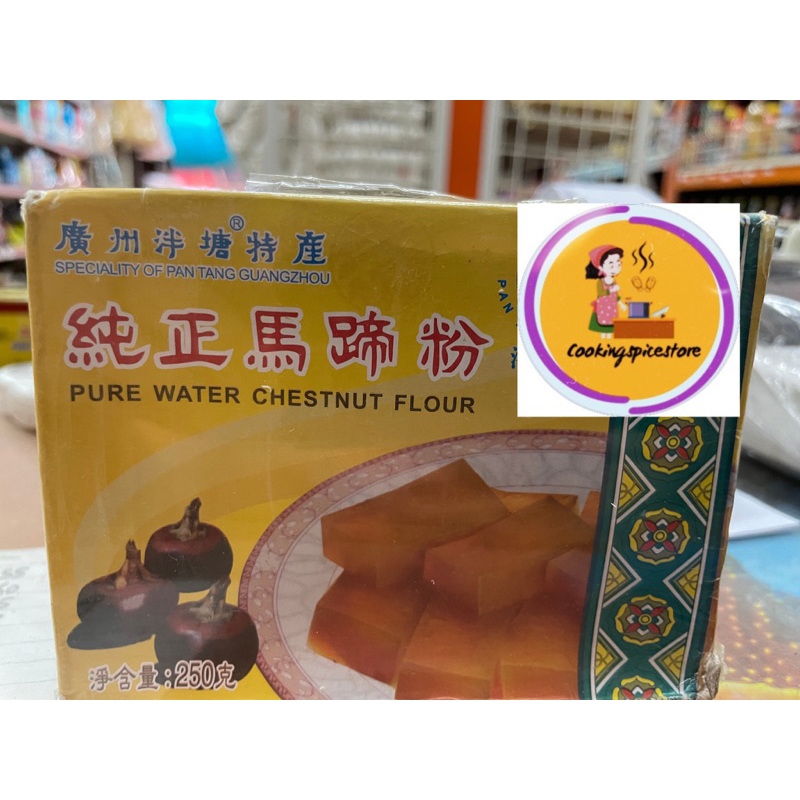 廣州泮塘®特産
SPECIALITY OF PAN TANG GUANGZHOU
純正馬蹄粉
PURE WATER CHESTNUT FLOUR
PAN
Cookingspicestore
淨含量:250克